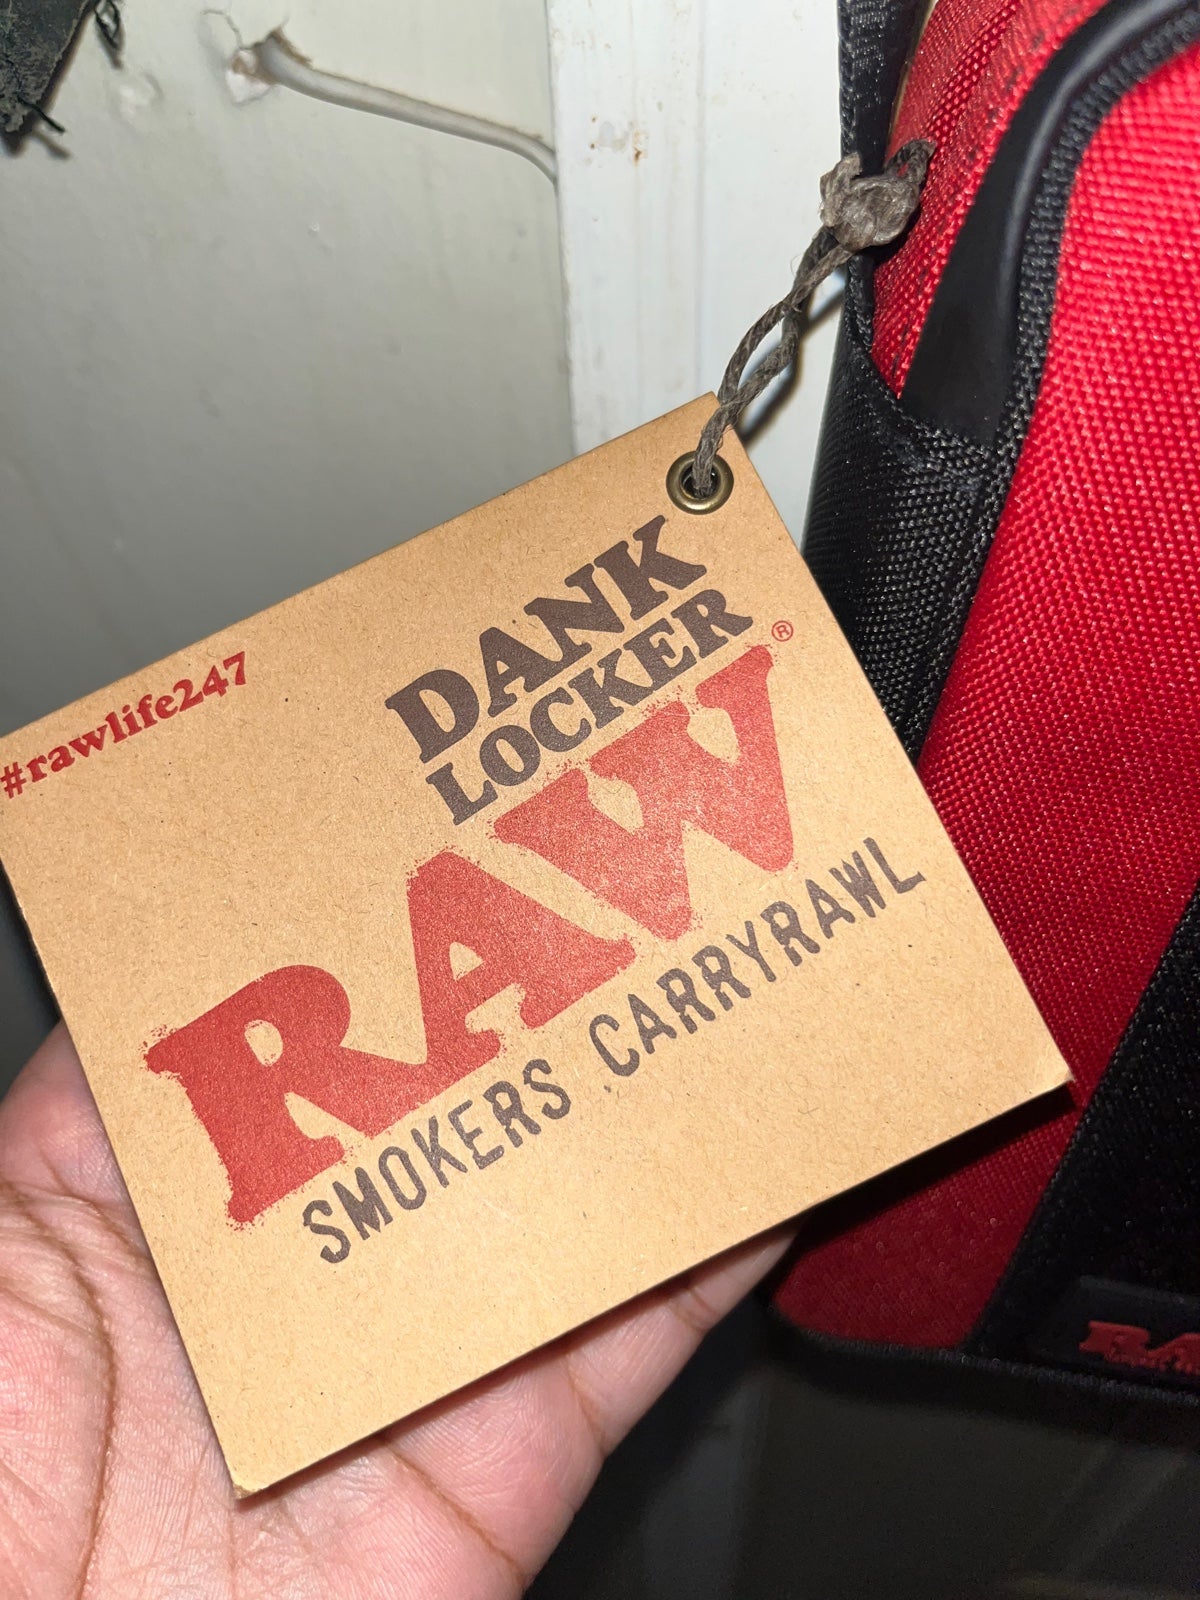 #rawlife247
DANK
LOCKER
RAW®
SMOKERS CARRYRAWL